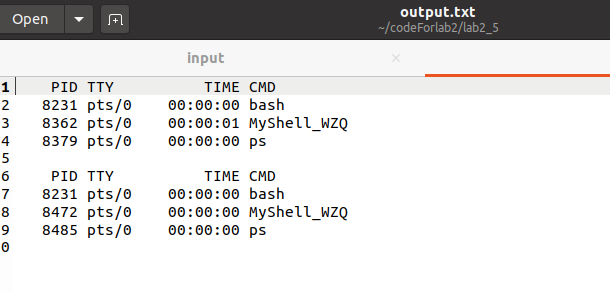 Open
output.txt
~/codeForlab2/lab2_5
input ×
1 PID TTY TIME CMD
2 8231 pts/0 00:00:00 bash
3 8362 pts/0 00:00:01 MyShell_WZQ
4 8379 pts/0 00:00:00 ps
5
6 PID TTY TIME CMD
7 8231 pts/0 00:00:00 bash
8 8472 pts/0 00:00:00 MyShell_WZQ
9 8485 pts/0 00:00:00 ps
0